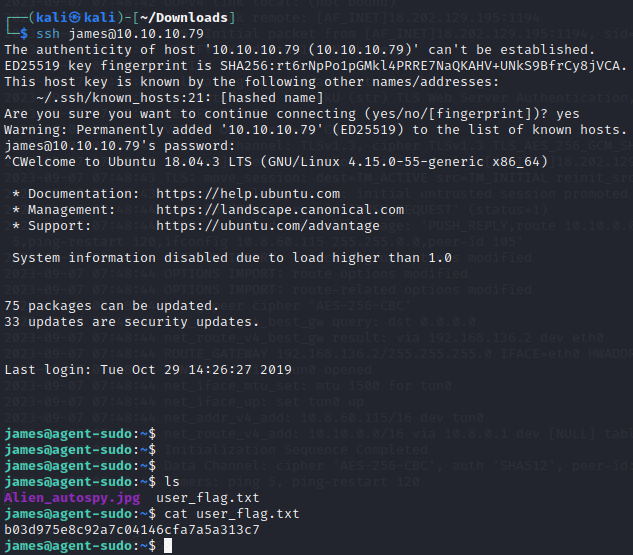 ┌──(kali㉿kali)-[~/Downloads]
└─$ ssh james@10.10.10.79
The authenticity of host '10.10.10.79 (10.10.10.79)' can't be established.
ED25519 key fingerprint is SHA256:rt6rNpPo1pGMkl4PRRE7NaQKAHV+UNkS9BfrCy8jVCA.
This host key is known by the following other names/addresses:
    ~/.ssh/known_hosts:21: [hashed name]
Are you sure you want to continue connecting (yes/no/[fingerprint])? yes
Warning: Permanently added '10.10.10.79' (ED25519) to the list of known hosts.
james@10.10.10.79's password:
^CWelcome to Ubuntu 18.04.3 LTS (GNU/Linux 4.15.0-55-generic x86_64)
 * Documentation:  https://help.ubuntu.com
 * Management:     https://landscape.canonical.com
 * Support:        https://ubuntu.com/advantage
 System information disabled due to load higher than 1.0
75 packages can be updated.
33 updates are security updates.
Last login: Tue Oct 29 14:26:27 2019
james@agent-sudo:~$
james@agent-sudo:~$
james@agent-sudo:~$
james@agent-sudo:~$ ls
Alien_autospy.jpg  user_flag.txt
james@agent-sudo:~$ cat user_flag.txt
b03d975e8c92a7c04146cfa7a5a313c7
james@agent-sudo:~$